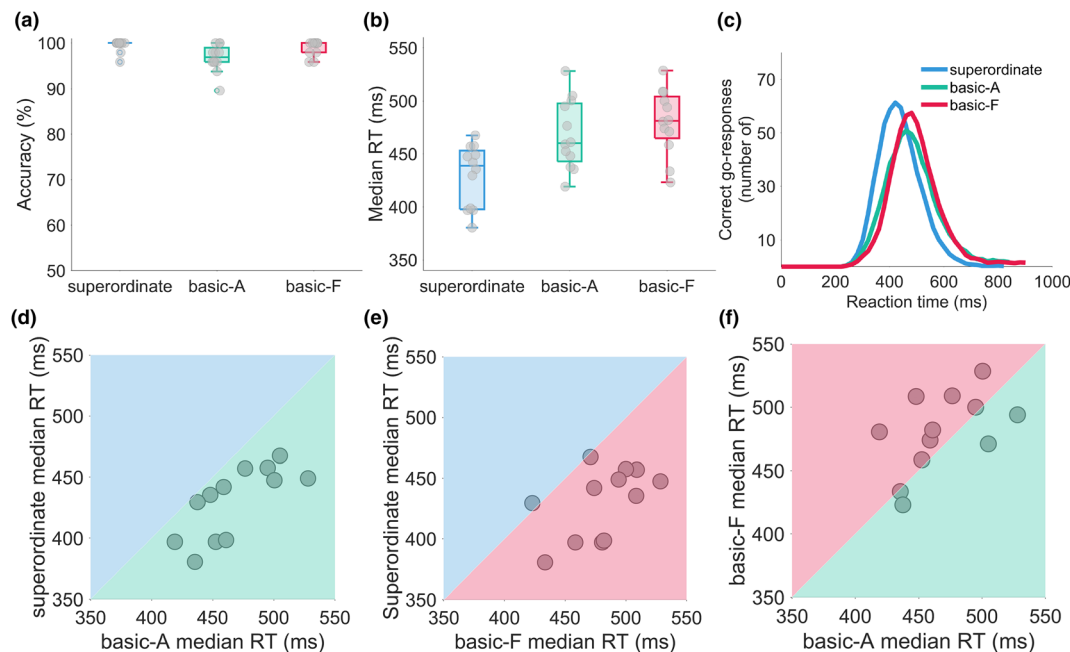 (a)
Accuracy (%)
100
90
80
70
60
50
superordinate basic-A basic-F
(b)
Median RT (ms)
550
500
450
400
350
superordinate basic-A basic-F
(c)
Correct go-responses
(number of)
70
50
30
10
superordinate
basic-A
basic-F
0 200 400 600 800 1000
Reaction time (ms)
(d)
superordinate median RT (ms)
550
500
450
400
350
350 400 450 500 550
basic-A median RT (ms)
(e)
Superordinate median RT (ms)
550
500
450
400
350
350 400 450 500 550
basic-F median RT (ms)
(f)
basic-F median RT (ms)
550
500
450
400
350
350 400 450 500 550
basic-A median RT (ms)